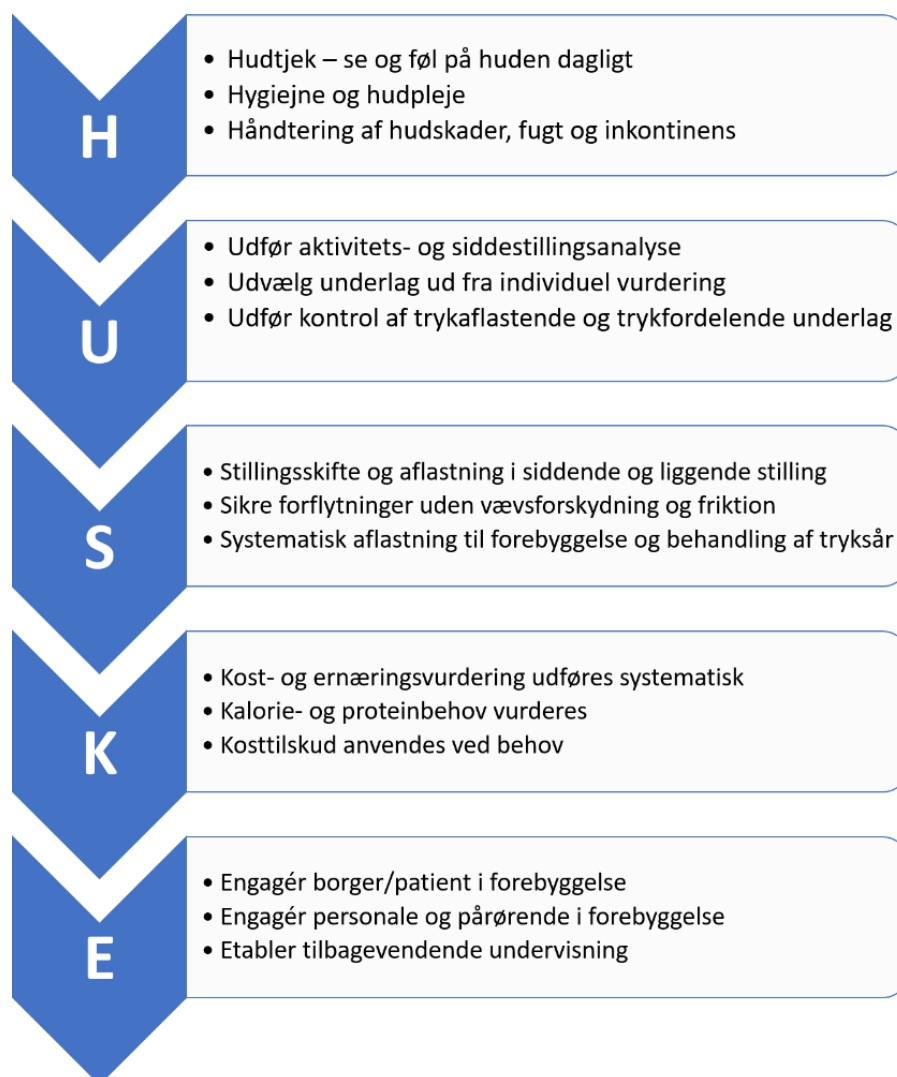 H
• Hudtjek – se og føl på huden dagligt
• Hygiejne og hudpleje
• Håndtering af hudskader, fugt og inkontinens
U
• Udfør aktivitets- og siddestillingsanalyse
• Udvælg underlag ud fra individuel vurdering
• Udfør kontrol af trykaflastende og trykfordelende underlag
S
• Stillingsskifte og aflastning i siddende og liggende stilling
• Sikre forflytninger uden vævsforskydning og friktion
• Systematisk aflastning til forebyggelse og behandling af tryksår
K
• Kost- og ernæringsvurdering udføres systematisk
• Kalorie- og proteinbehov vurderes
• Kosttilskud anvendes ved behov
E
• Engagér borger/patient i forebyggelse
• Engagér personale og pårørende i forebyggelse
• Etabler tilbagevendende undervisning